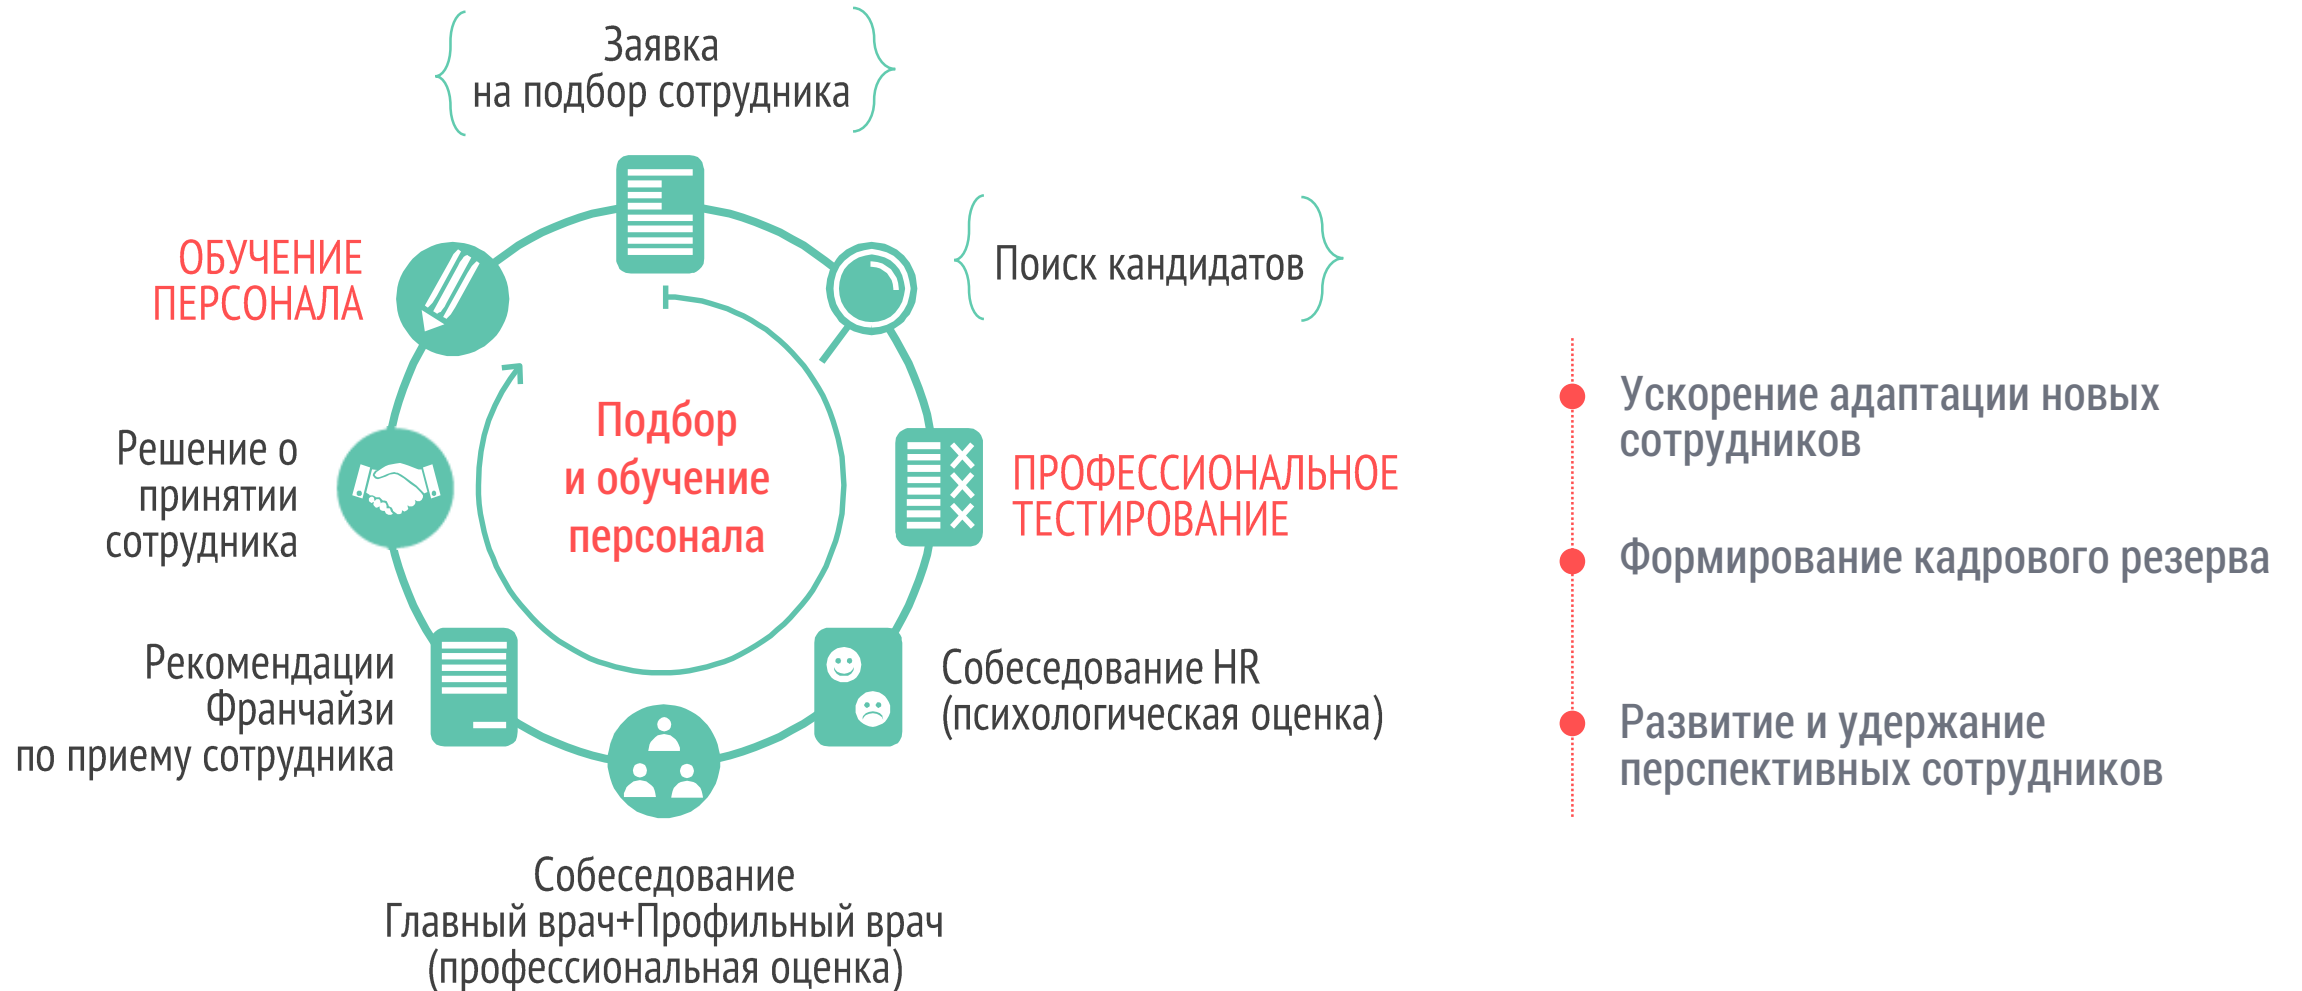 Заявка
на подбор сотрудника
Поиск кандидатов
ПРОФЕССИОНАЛЬНОЕ
ТЕСТИРОВАНИЕ
Собеседование HR
(психологическая оценка)
Собеседование
Главный врач+Профильный врач
(профессиональная оценка)
Рекомендации
Франчайзи
по приему сотрудника
Решение о
принятии
сотрудника
ОБУЧЕНИЕ
ПЕРСОНАЛА
Подбор
и обучение
персонала
Ускорение адаптации новых
сотрудников
Формирование кадрового резерва
Развитие и удержание
перспективных сотрудников